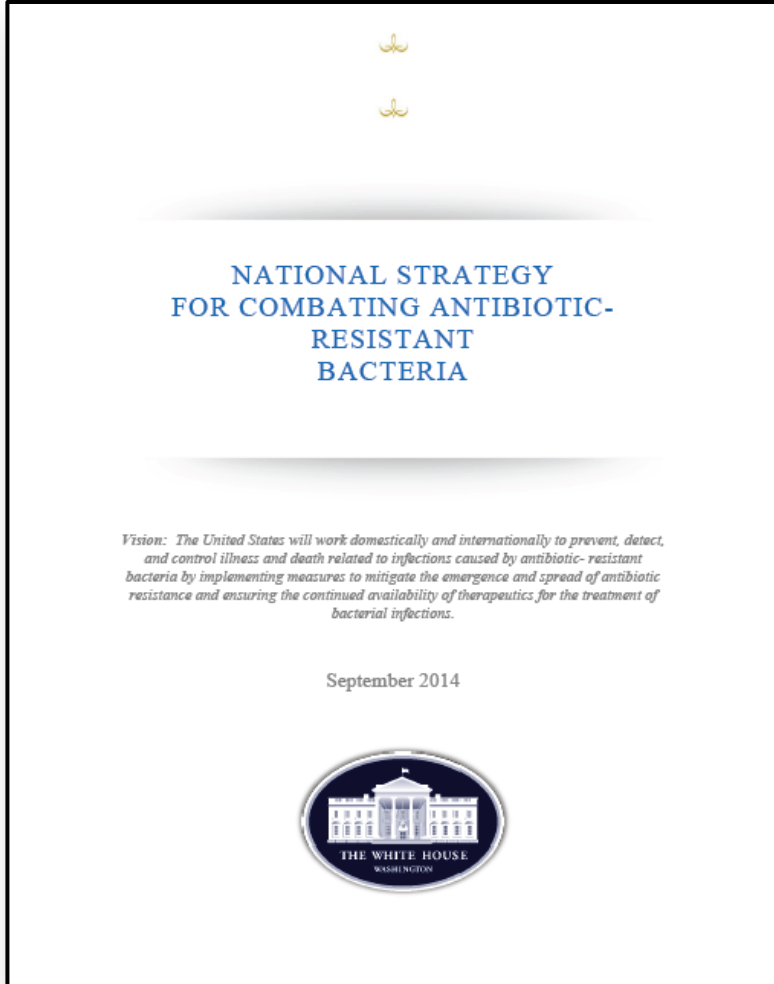 NATIONAL STRATEGY
FOR COMBATING ANTIBIOTIC-
RESISTANT
BACTERIA
Vision: The United States will work domestically and internationally to prevent, detect,
and control illness and death related to infections caused by antibiotic- resistant
bacteria by implementing measures to mitigate the emergence and spread of antibiotic
resistance and ensuring the continued availability of therapeutics for the treatment of
bacterial infections.
September 2014
THE WHITE HOUSE
WASHINGTON